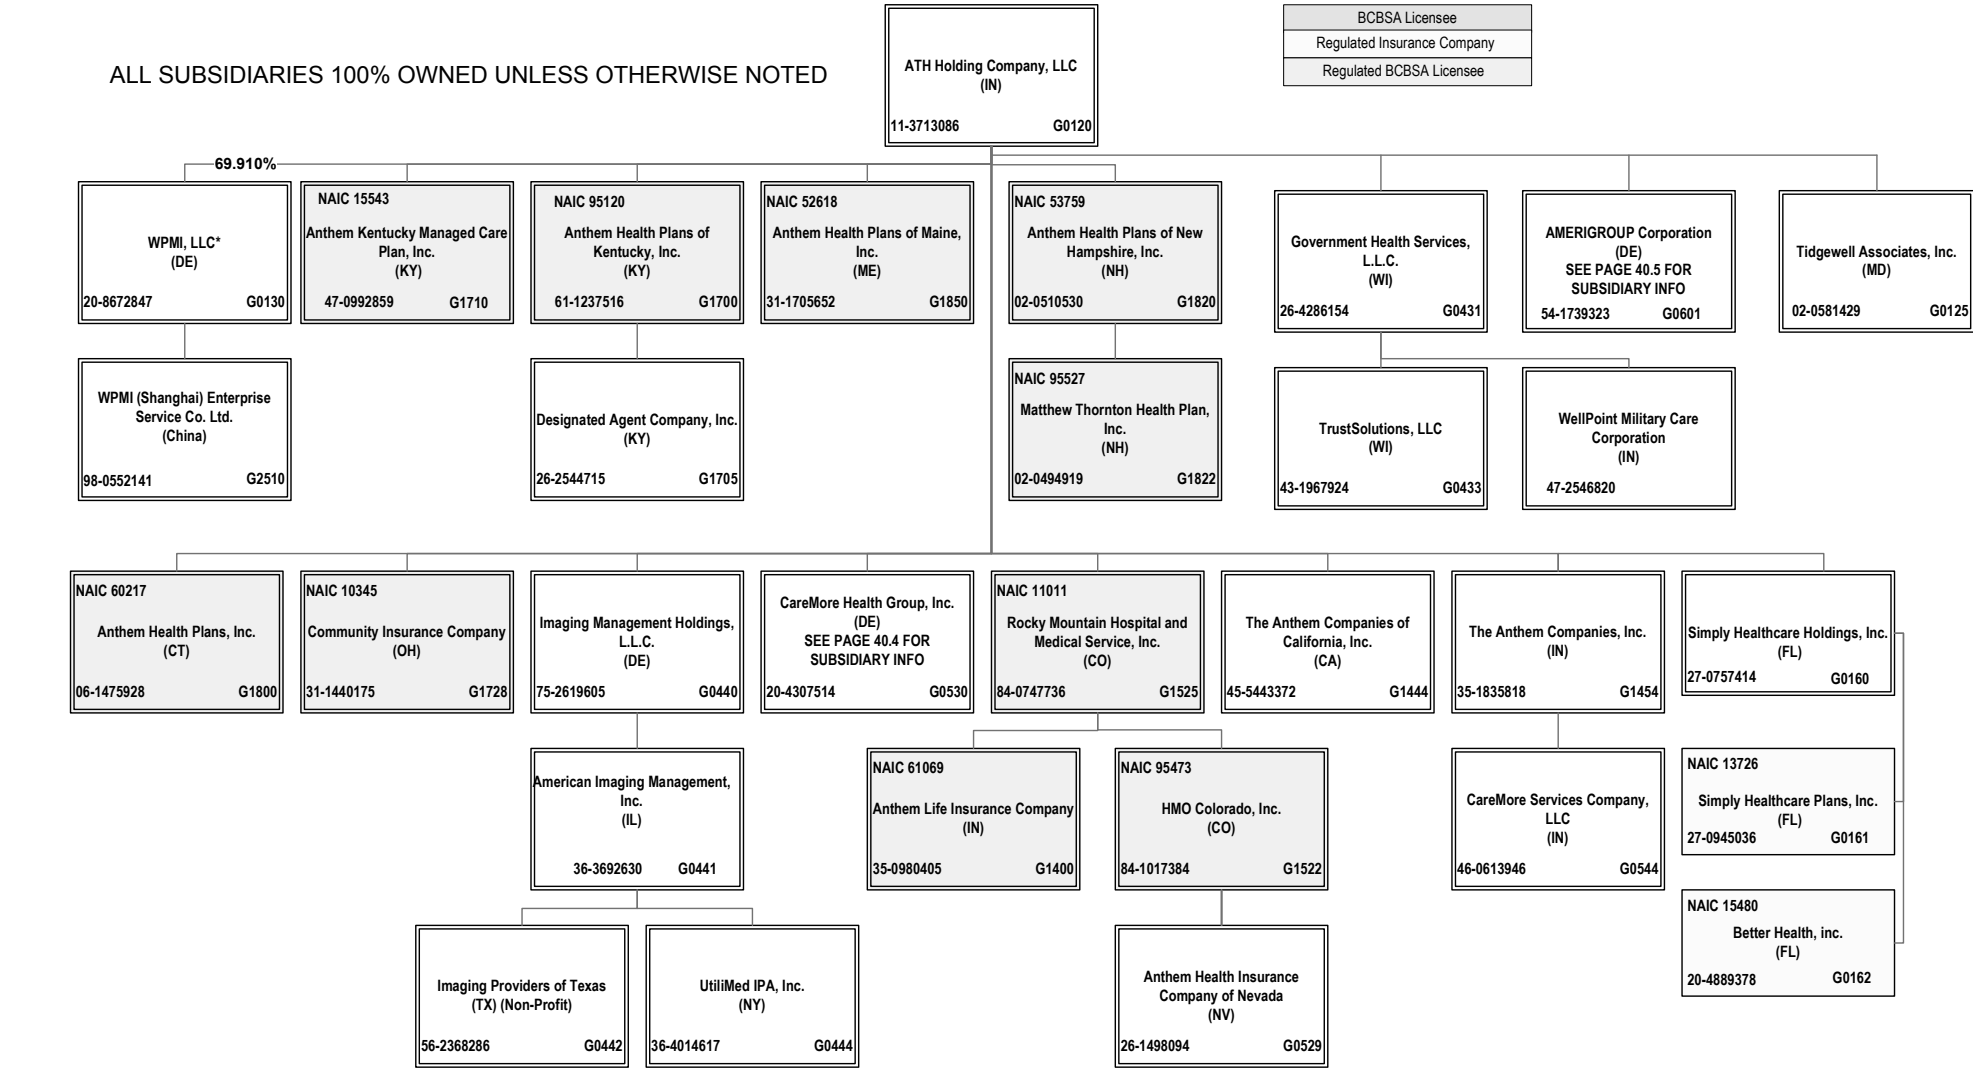 ALL SUBSIDIARIES 100% OWNED UNLESS OTHERWISE NOTED
ATH Holding Company, LLC
(IN)
11-3713086 G0120
BCBSA Licensee
Regulated Insurance Company
Regulated BCBSA Licensee
69.910%
WPMI, LLC*
(DE)
20-8672847 G0130
NAIC 15543
Anthem Kentucky Managed Care
Plan, Inc.
(KY)
47-0992859 G1710
NAIC 95120
Anthem Health Plans of
Kentucky, Inc.
(KY)
61-1237516 G1700
NAIC 52618
Anthem Health Plans of Maine,
Inc.
(ME)
31-1705652 G1850
NAIC 53759
Anthem Health Plans of New
Hampshire, Inc.
(NH)
02-0510530 G1820
Government Health Services,
L.L.C.
(WI)
26-4286154 G0431
AMERIGROUP Corporation
(DE)
SEE PAGE 40.5 FOR
SUBSIDIARY INFO
54-1739323 G0601
Tidgewell Associates, Inc.
(MD)
02-0581429 G0125
WPMI (Shanghai) Enterprise
Service Co. Ltd.
(China)
98-0552141 G2510
Designated Agent Company, Inc.
(KY)
26-2544715 G1705
NAIC 95527
Matthew Thornton Health Plan,
Inc.
(NH)
02-0494919 G1822
TrustSolutions, LLC
(WI)
43-1967924 G0433
WellPoint Military Care
Corporation
(IN)
47-2546820
NAIC 60217
Anthem Health Plans, Inc.
(CT)
06-1475928 G1800
NAIC 10345
Community Insurance Company
(OH)
31-1440175 G1728
Imaging Management Holdings,
L.L.C.
(DE)
75-2619605 G0440
CareMore Health Group, Inc.
(DE)
SEE PAGE 40.4 FOR
SUBSIDIARY INFO
20-4307514 G0530
NAIC 11011
Rocky Mountain Hospital and
Medical Service, Inc.
(CO)
84-0747736 G1525
The Anthem Companies of
California, Inc.
(CA)
45-5443372 G1444
The Anthem Companies, Inc.
(IN)
35-1835818 G1454
Simply Healthcare Holdings, Inc.
(FL)
27-0757414 G0160
American Imaging Management,
Inc.
(IL)
36-3692630 G0441
NAIC 61069
Anthem Life Insurance Company
(IN)
35-0980405 G1400
NAIC 95473
HMO Colorado, Inc.
(CO)
84-1017384 G1522
CareMore Services Company,
LLC
(IN)
46-0613946 G0544
NAIC 13726
Simply Healthcare Plans, Inc.
(FL)
27-0945036 G0161
NAIC 15480
Better Health, inc.
(FL)
20-4889378 G0162
Imaging Providers of Texas
(TX) (Non-Profit)
56-2368286 G0442
UtiliMed IPA, Inc.
(NY)
36-4014617 G0444
Anthem Health Insurance
Company of Nevada
(NV)
26-1498094 G0529